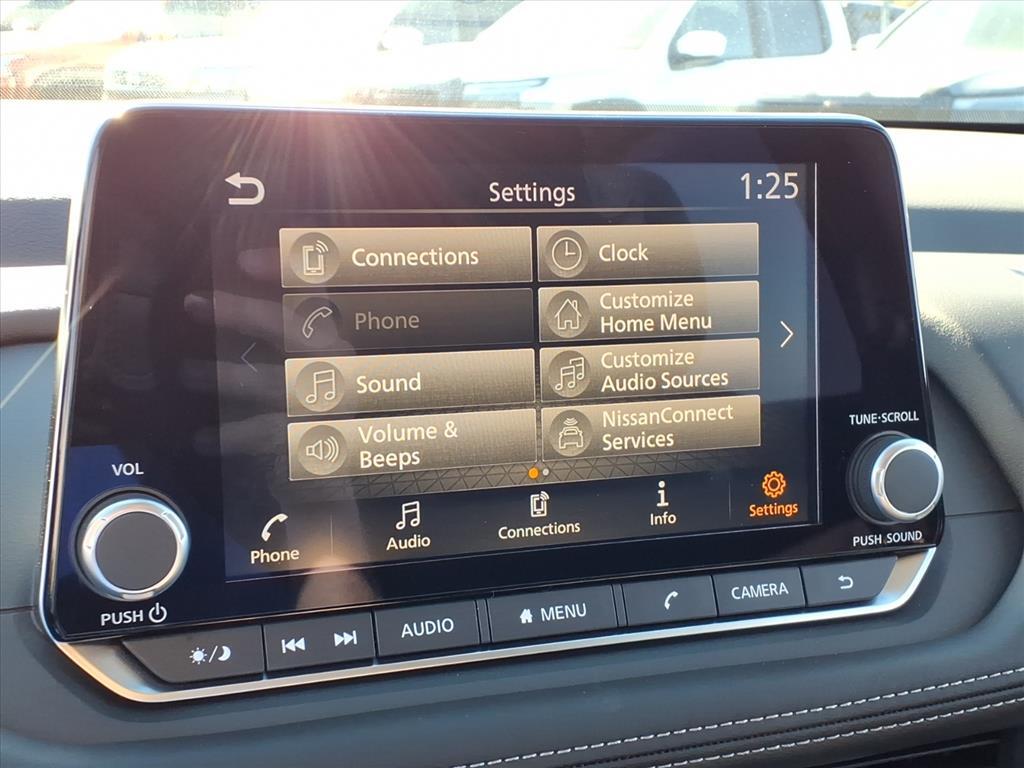 Settings
1:25
Connections
Clock
Phone
Customize
Home Menu
Sound
Customize
Audio Sources
Volume &
Beeps
NissanConnect
Services
Phone
Audio
Connections
Info
Settings
VOL
PUSH
TUNE·SCROLL
PUSH SOUND
AUDIO
MENU
CAMERA